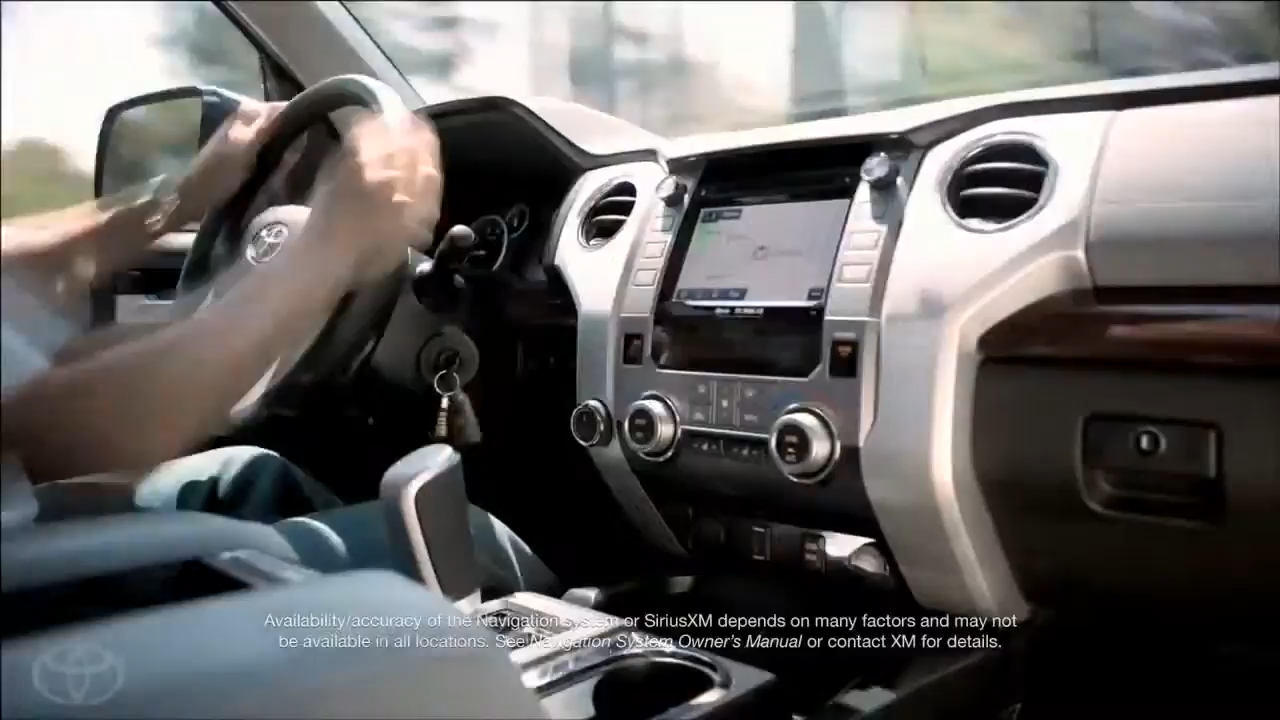 Availability/accuracy of the Navigation system or SiriusXM depends on many factors and may not
be available in all locations. See Navigation System Owner's Manual or contact XM for details.